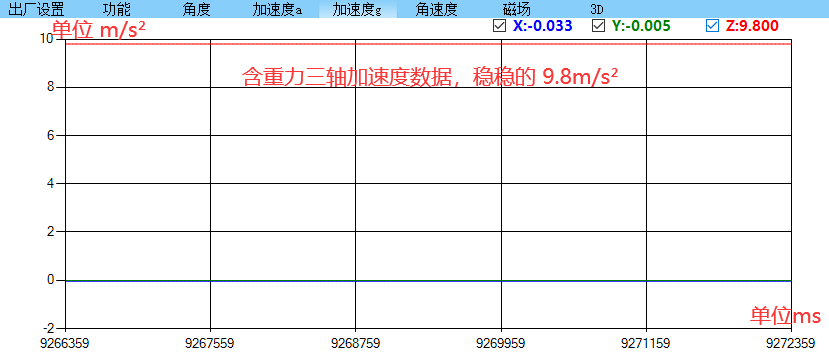 出厂设置 功能 角度 加速度a 加速度g 角速度 磁场 3D
单位 m/s² X:-0.033 Y:-0.005 Z:9.800
10
含重力三轴加速度数据，稳稳的 9.8m/s²
8
6
4
2
0
单位ms
-2
9266359 9267559 9268759 9269959 9271159 9272359